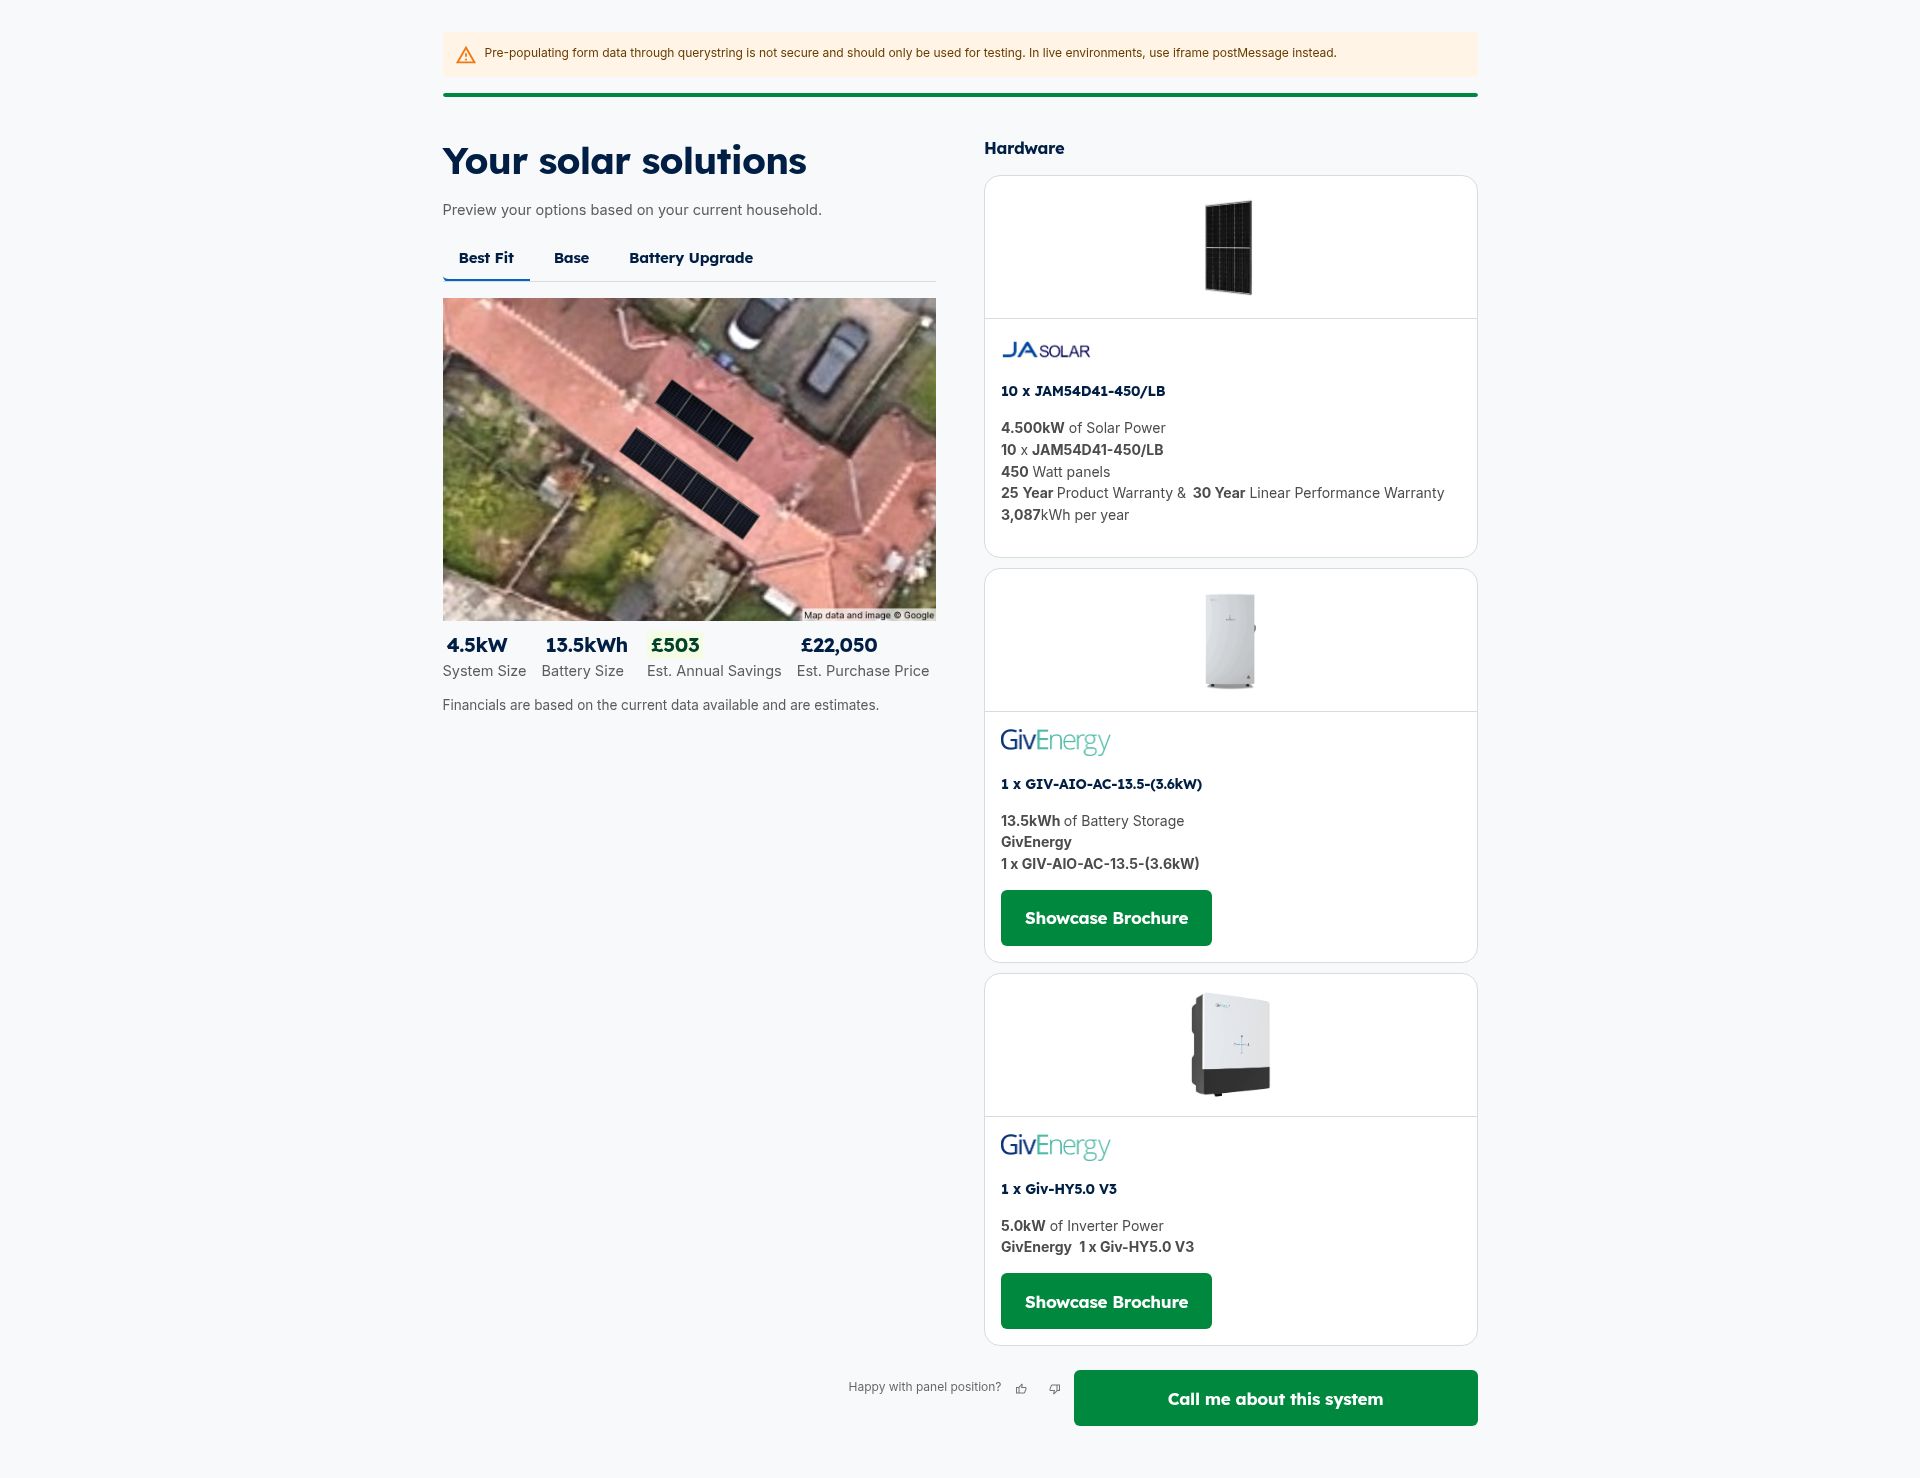 Pre-populating form data through querystring is not secure and should only be used for testing. In live environments, use iframe postMessage instead.
Your solar solutions
Preview your options based on your current household.
Best Fit
Base
Battery Upgrade
Map data and image © Google
4.5kW
System Size
13.5kWh
Battery Size
£503
Est. Annual Savings
£22,050
Est. Purchase Price
Financials are based on the current data available and are estimates.
Hardware
JA SOLAR
10 x JAM54D41-450/LB
4.500kW of Solar Power
10 x JAM54D41-450/LB
450 Watt panels
25 Year Product Warranty & 30 Year Linear Performance Warranty
3,087kWh per year
GivEnergy
1 x GIV-AIO-AC-13.5-(3.6kW)
13.5kWh of Battery Storage
GivEnergy
1 x GIV-AIO-AC-13.5-(3.6kW)
Showcase Brochure
GivEnergy
1 x Giv-HY5.0 V3
5.0kW of Inverter Power
GivEnergy 1 x Giv-HY5.0 V3
Showcase Brochure
Happy with panel position?
Call me about this system